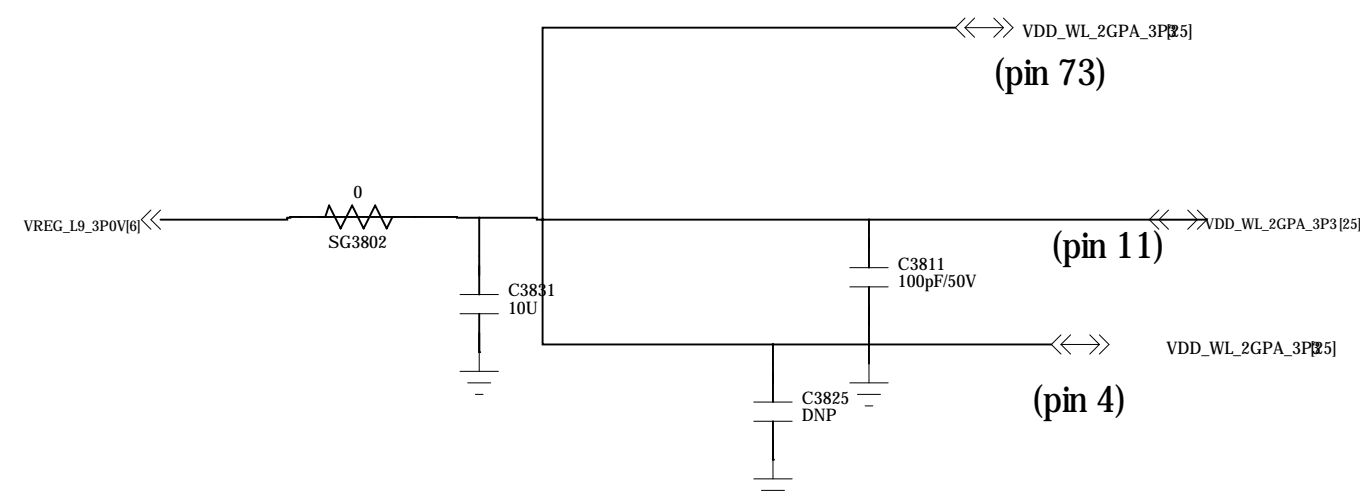 VDD_WL_2GPA_3P3[25]
(pin 73)
0
VREG_L9_3P0V[6]
SG3802
VDD_WL_2GPA_3P3[25]
(pin 11)
C3811
100pF/50V
C3831
10U
VDD_WL_2GPA_3P3[25]
C3825
DNP
(pin 4)